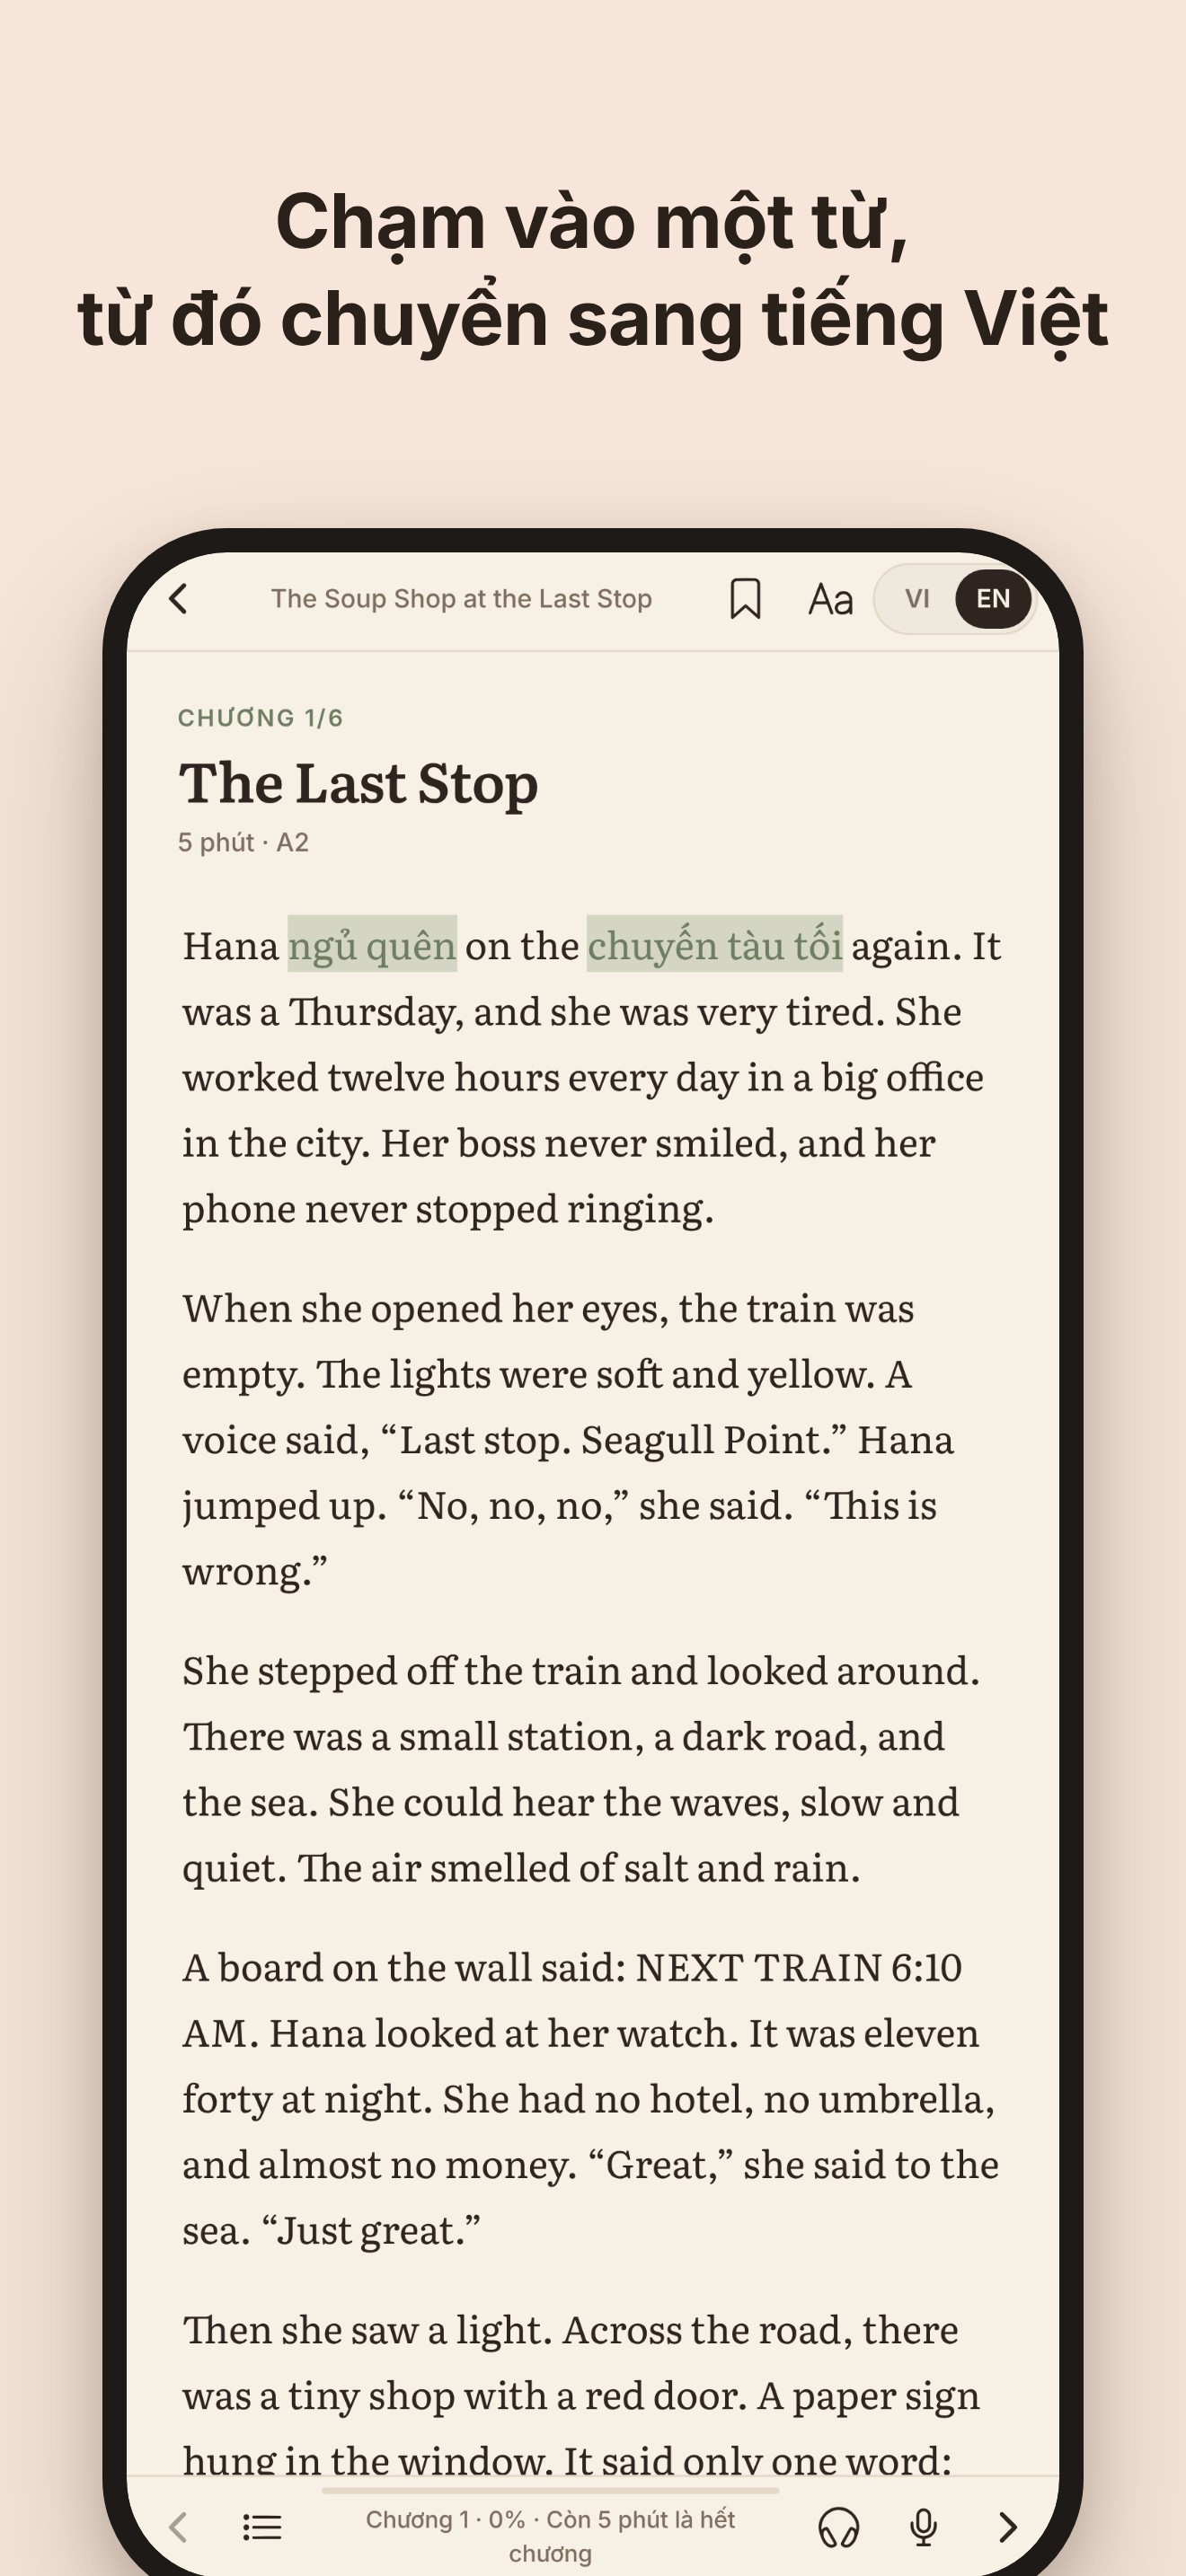 Chạm vào một từ,
từ đó chuyển sang tiếng Việt
The Soup Shop at the Last Stop
Aa
VI
EN
CHƯƠNG 1/6
The Last Stop
5 phút · A2
Hana ngủ quên on the chuyến tàu tối again. It
was a Thursday, and she was very tired. She
worked twelve hours every day in a big office
in the city. Her boss never smiled, and her
phone never stopped ringing.
When she opened her eyes, the train was
empty. The lights were soft and yellow. A
voice said, “Last stop. Seagull Point.” Hana
jumped up. “No, no, no,” she said. “This is
wrong.”
She stepped off the train and looked around.
There was a small station, a dark road, and
the sea. She could hear the waves, slow and
quiet. The air smelled of salt and rain.
A board on the wall said: NEXT TRAIN 6:10
AM. Hana looked at her watch. It was eleven
forty at night. She had no hotel, no umbrella,
and almost no money. “Great,” she said to the
sea. “Just great.”
Then she saw a light. Across the road, there
was a tiny shop with a red door. A paper sign
hung in the window. It said only one word:
Chương 1 · 0% · Còn 5 phút là hết
chương